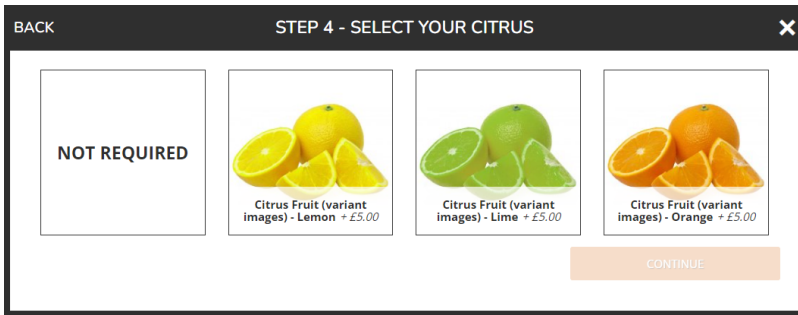 BACK
STEP 4 - SELECT YOUR CITRUS
×
NOT REQUIRED
Citrus Fruit (variant
images) - Lemon + £5.00
Citrus Fruit (variant
images) - Lime + £5.00
Citrus Fruit (variant
images) - Orange + £5.00
CONTINUE